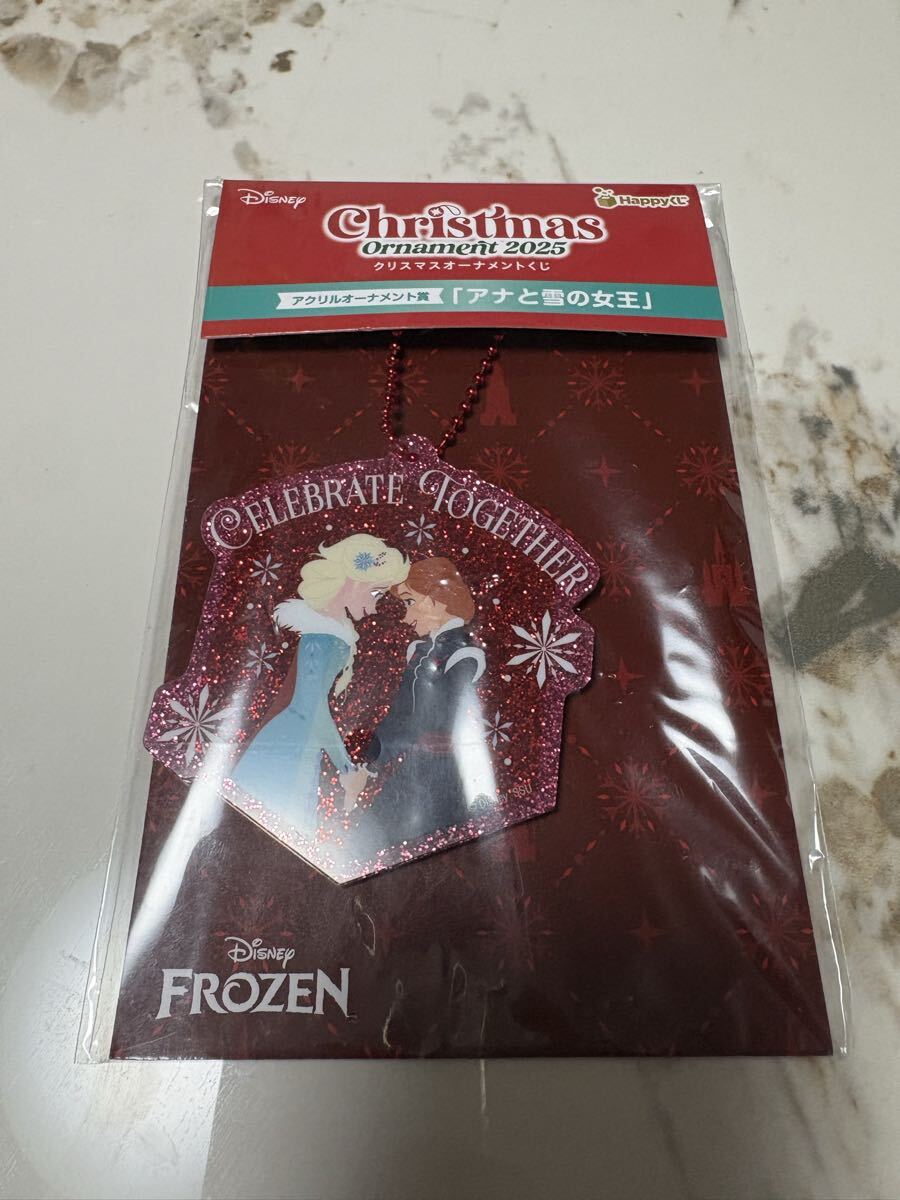 Disney
Happyくじ
Christmas
Ornament 2025
クリスマスオーナメントくじ
アクリルオーナメント賞
「アナと雪の女王」
CELEBRATE TOGETHER
Disney
FROZEN